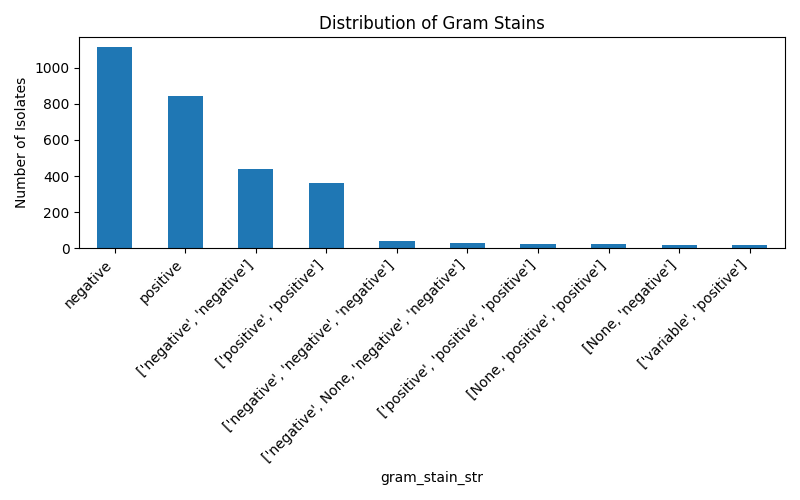 Distribution of Gram Stains
Number of Isolates
1000
800
600
400
200
0
negative
positive
['negative', 'negative']
['positive', 'positive']
['negative', 'negative', 'negative']
['negative', None, 'negative', 'negative']
['positive', 'positive', 'positive']
[None, 'positive', 'positive']
[None, 'negative']
['variable', 'positive']
gram_stain_str